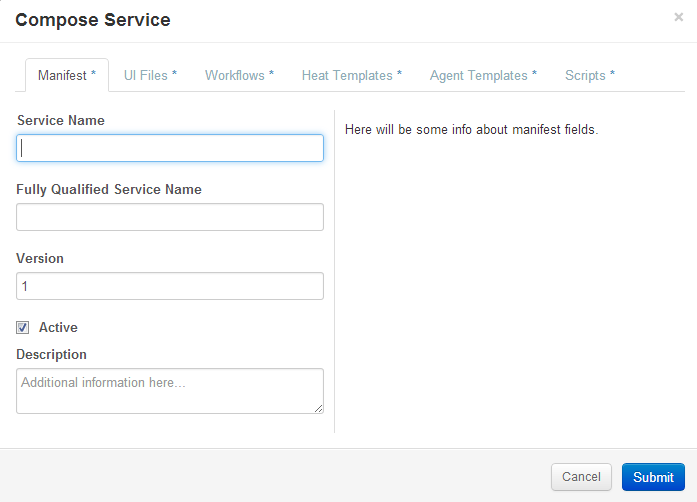 Compose Service
×
Manifest * UI Files * Workflows * Heat Templates * Agent Templates * Scripts *
Service Name
Here will be some info about manifest fields.
Fully Qualified Service Name
Version
1
Active
Description
Additional information here...
Cancel Submit